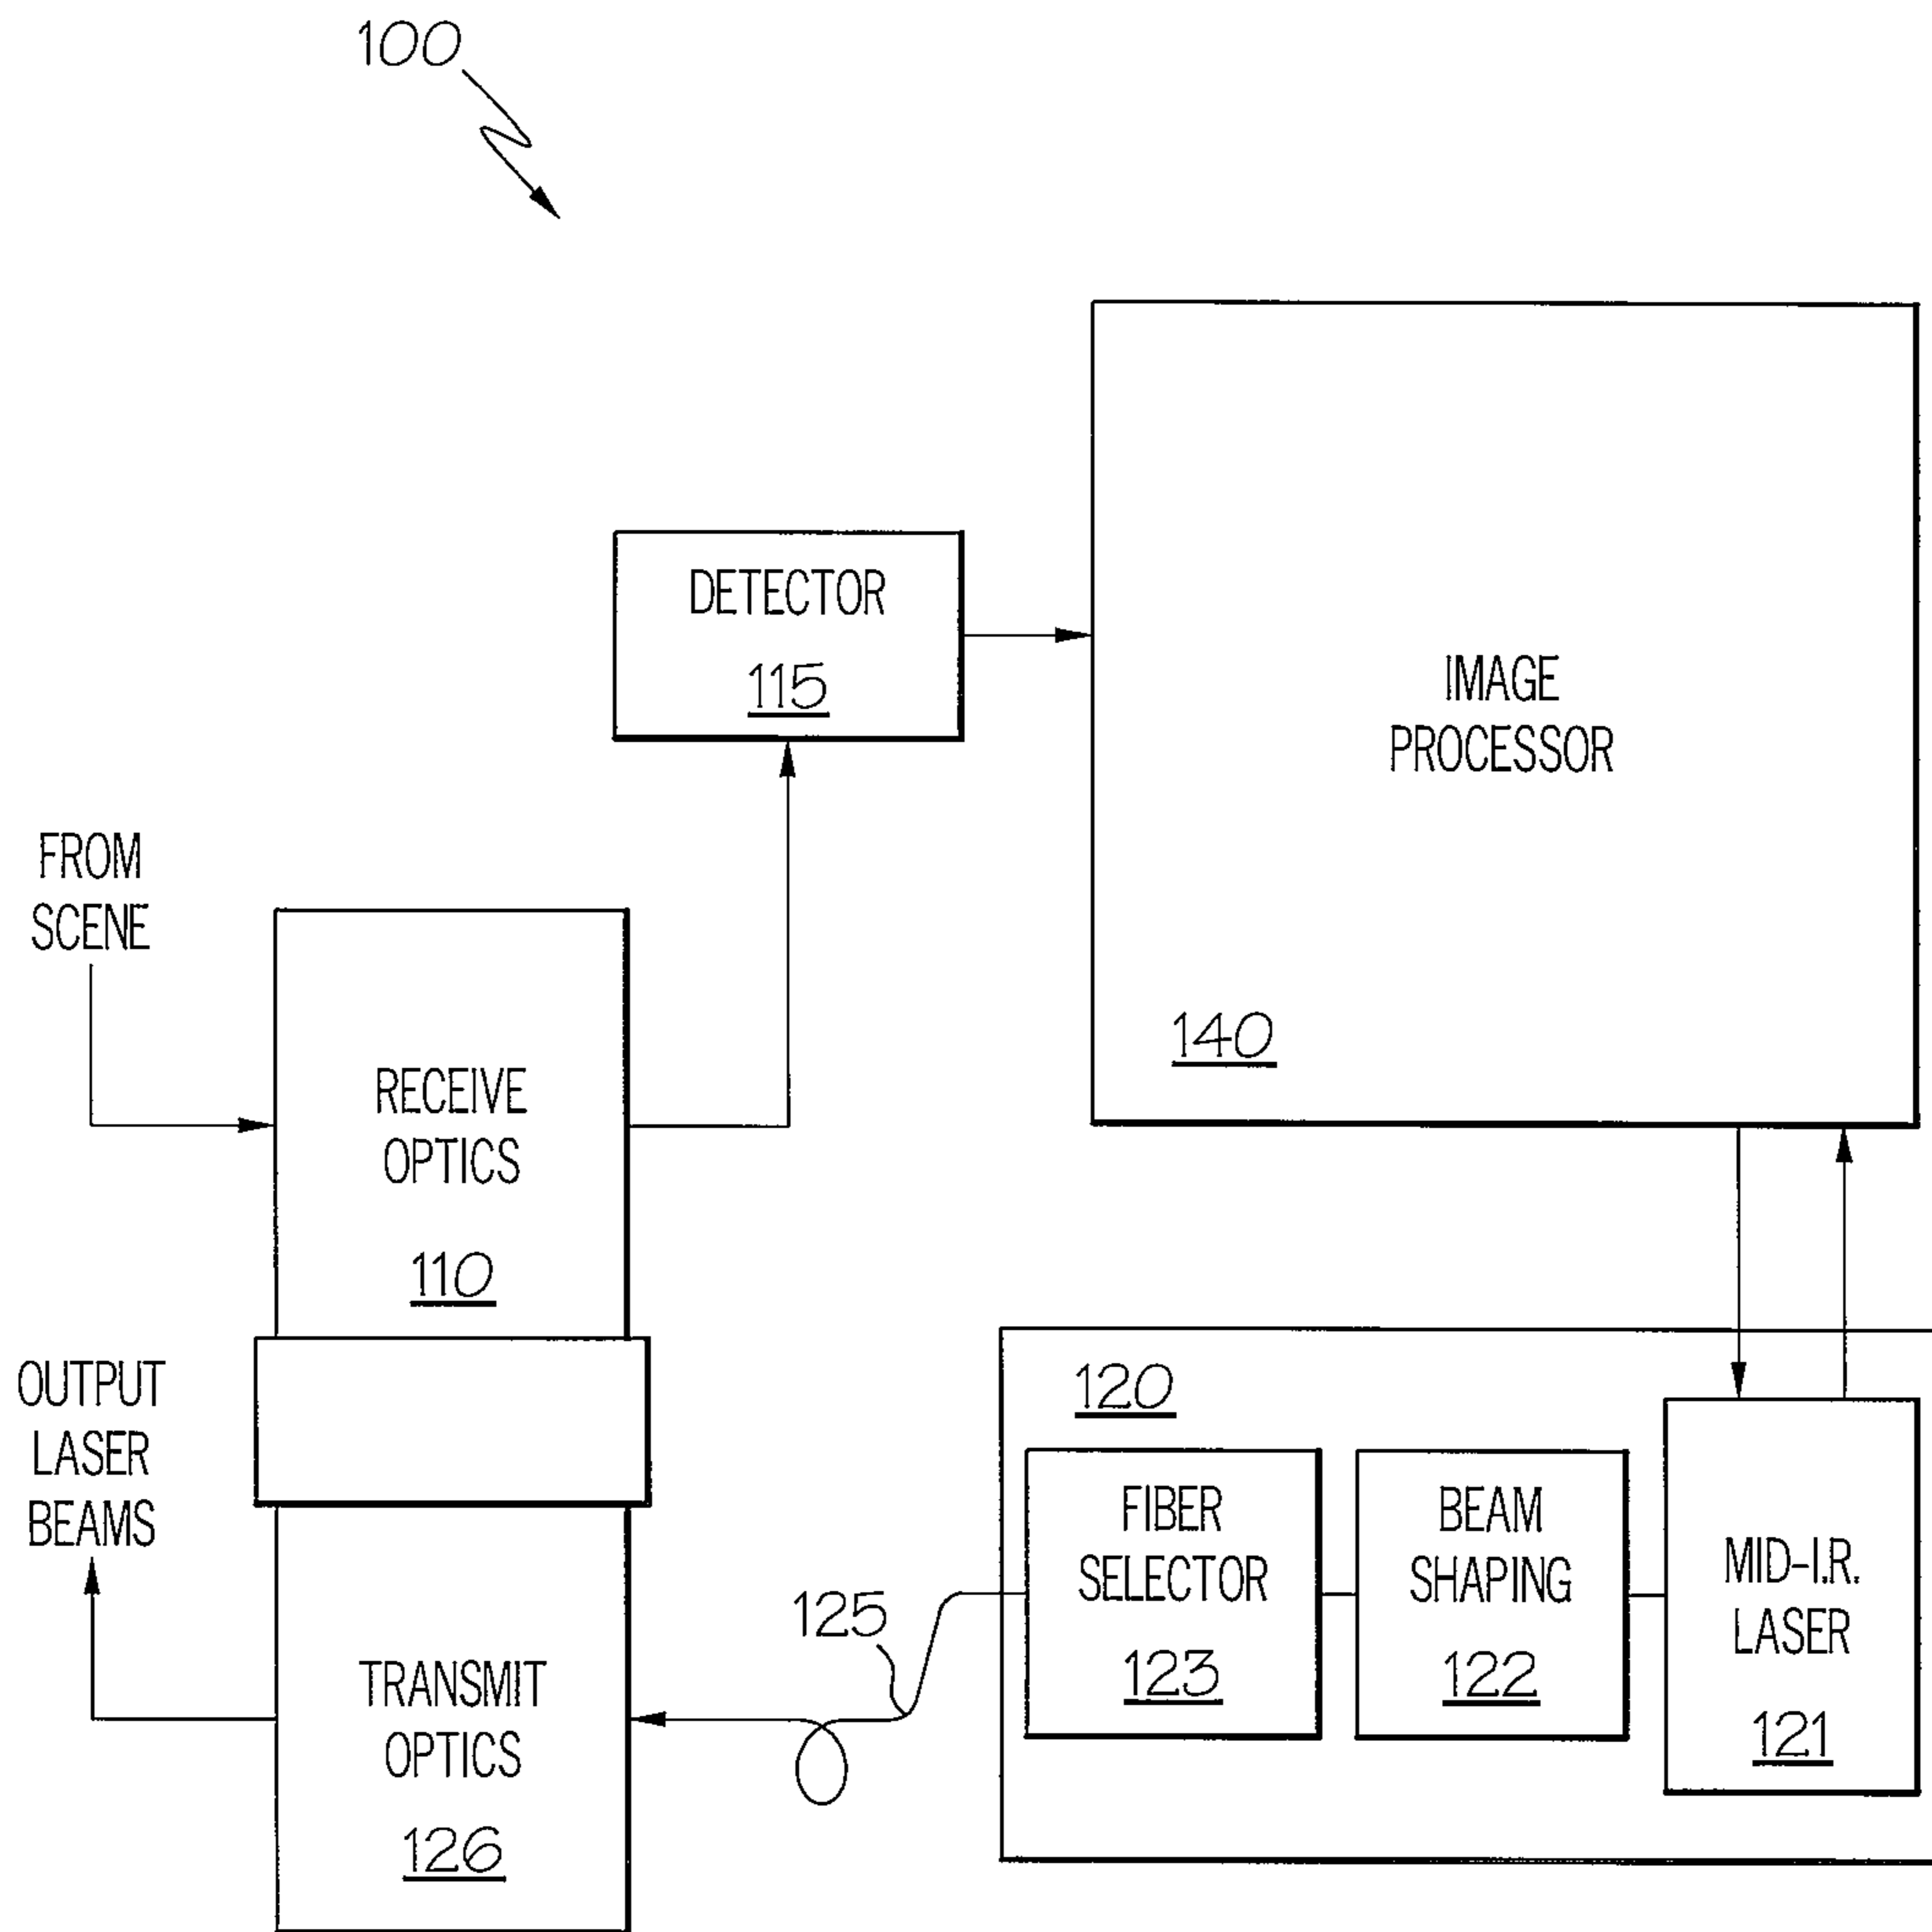 100
DETECTOR
115
IMAGE
PROCESSOR
140
FROM
SCENE
RECEIVE
OPTICS
110
OUTPUT
LASER
BEAMS
TRANSMIT
OPTICS
126
125
120
FIBER
SELECTOR
123
BEAM
SHAPING
122
MID-I.R.
LASER
121